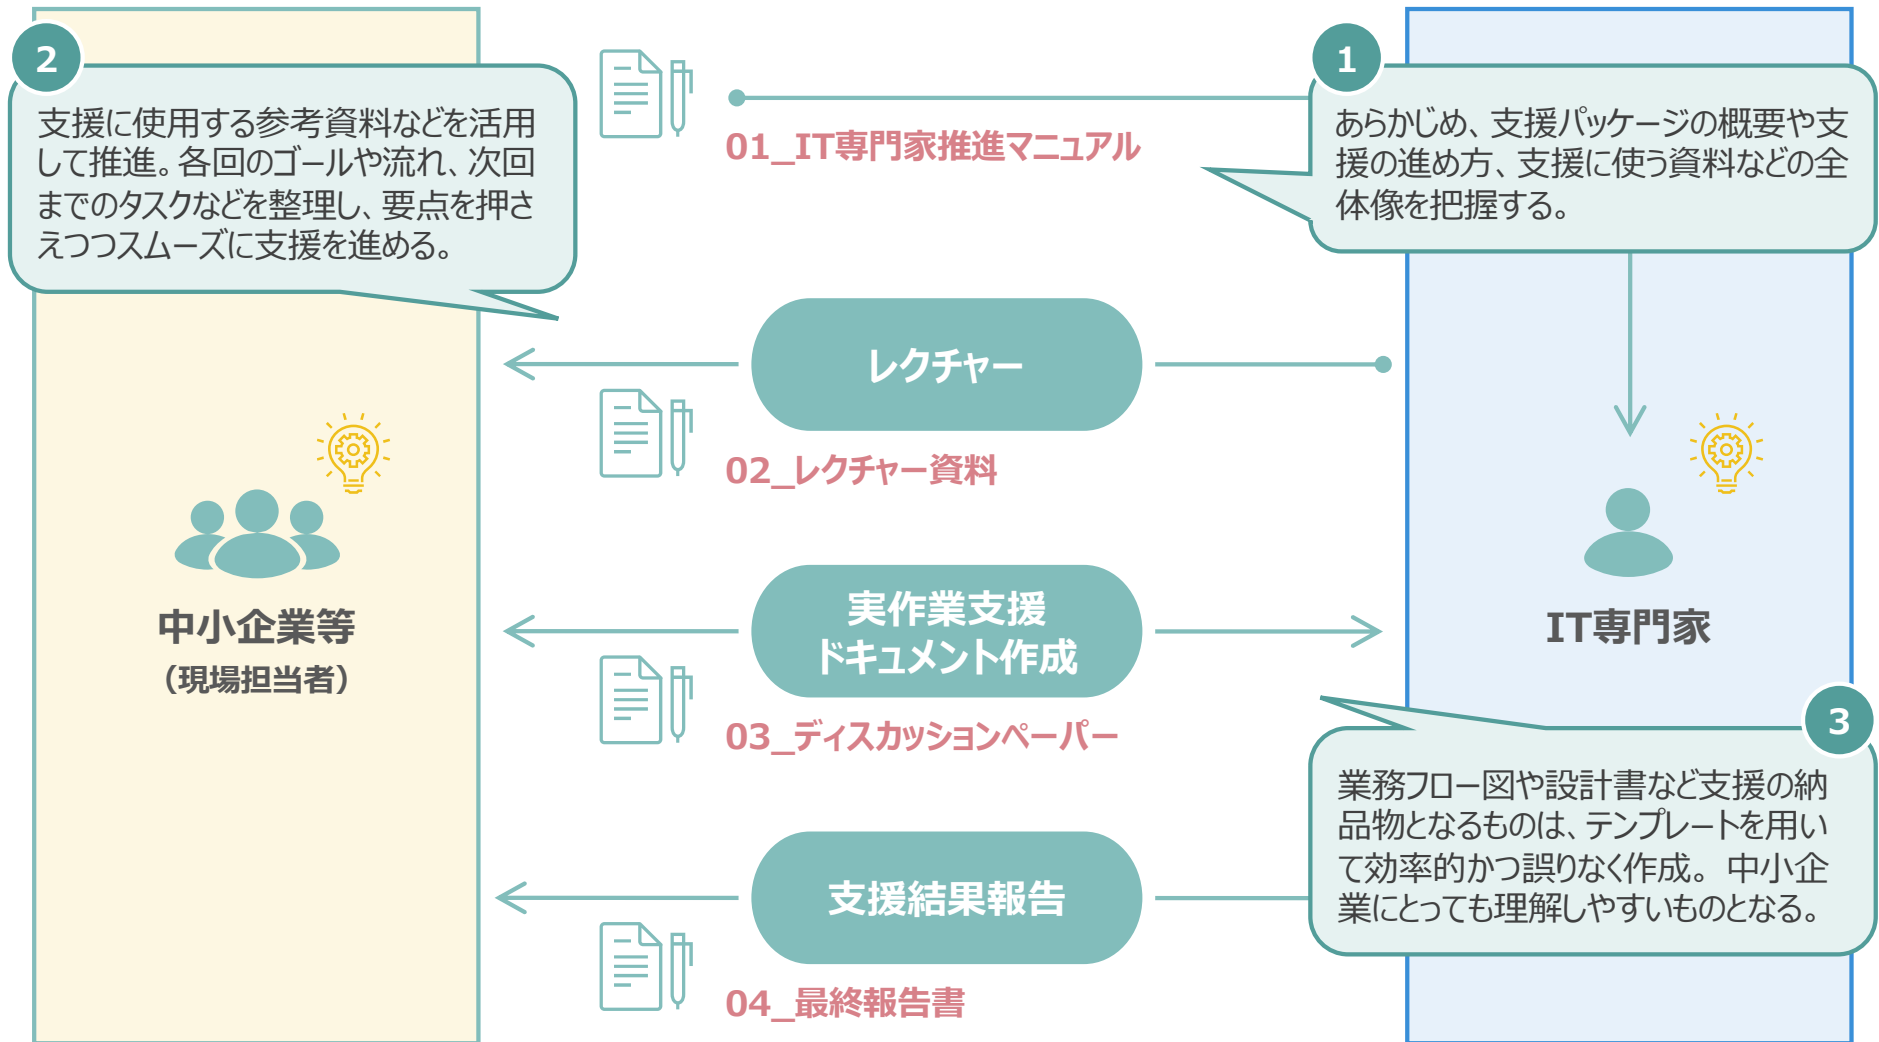 1
あらかじめ、支援パッケージの概要や支
援の進め方、支援に使う資料などの全
体像を把握する。
01_IT専門家推進マニュアル
2
支援に使用する参考資料などを活用
して推進。各回のゴールや流れ、次回
までのタスクなどを整理し、要点を押さ
えつつスムーズに支援を進める。
レクチャー
02_レクチャー資料
中小企業等
（現場担当者）
実作業支援
ドキュメント作成
03_ディスカッションペーパー
IT専門家
3
業務フロー図や設計書など支援の納
品物となるものは、テンプレートを用い
て効率的かつ誤りなく作成。中小企
業にとっても理解しやすいものとなる。
支援結果報告
04_最終報告書